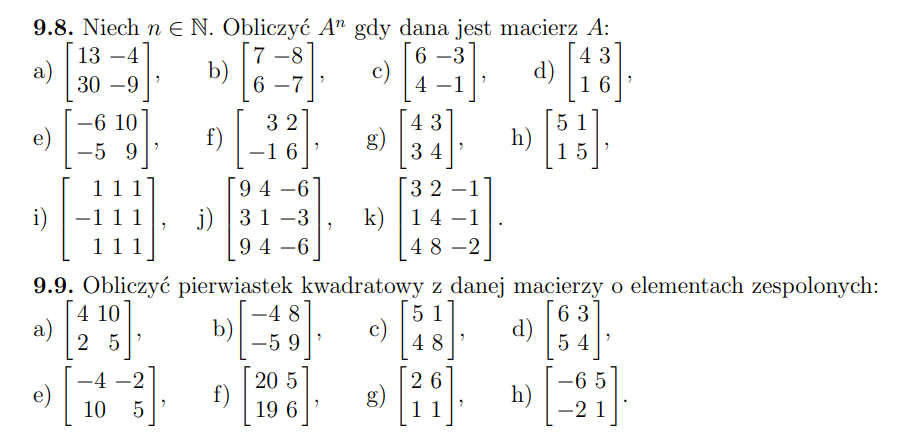 9.8. Niech n ∈ ℕ. Obliczyć Aⁿ gdy dana jest macierz A:
a) [13 −4; 30 −9], b) [7 −8; 6 −7], c) [6 −3; 4 −1], d) [4 3; 1 6],
e) [−6 10; −5 9], f) [3 2; −1 6], g) [4 3; 3 4], h) [5 1; 1 5],
i) [1 1 1; −1 1 1; 1 1 1], j) [9 4 −6; 3 1 −3; 9 4 −6], k) [3 2 −1; 1 4 −1; 4 8 −2].
9.9. Obliczyć pierwiastek kwadratowy z danej macierzy o elementach zespolonych:
a) [4 10; 2 5], b) [−4 8; −5 9], c) [5 1; 4 8], d) [6 3; 5 4],
e) [−4 −2; 10 5], f) [20 5; 19 6], g) [2 6; 1 1], h) [−6 5; −2 1].